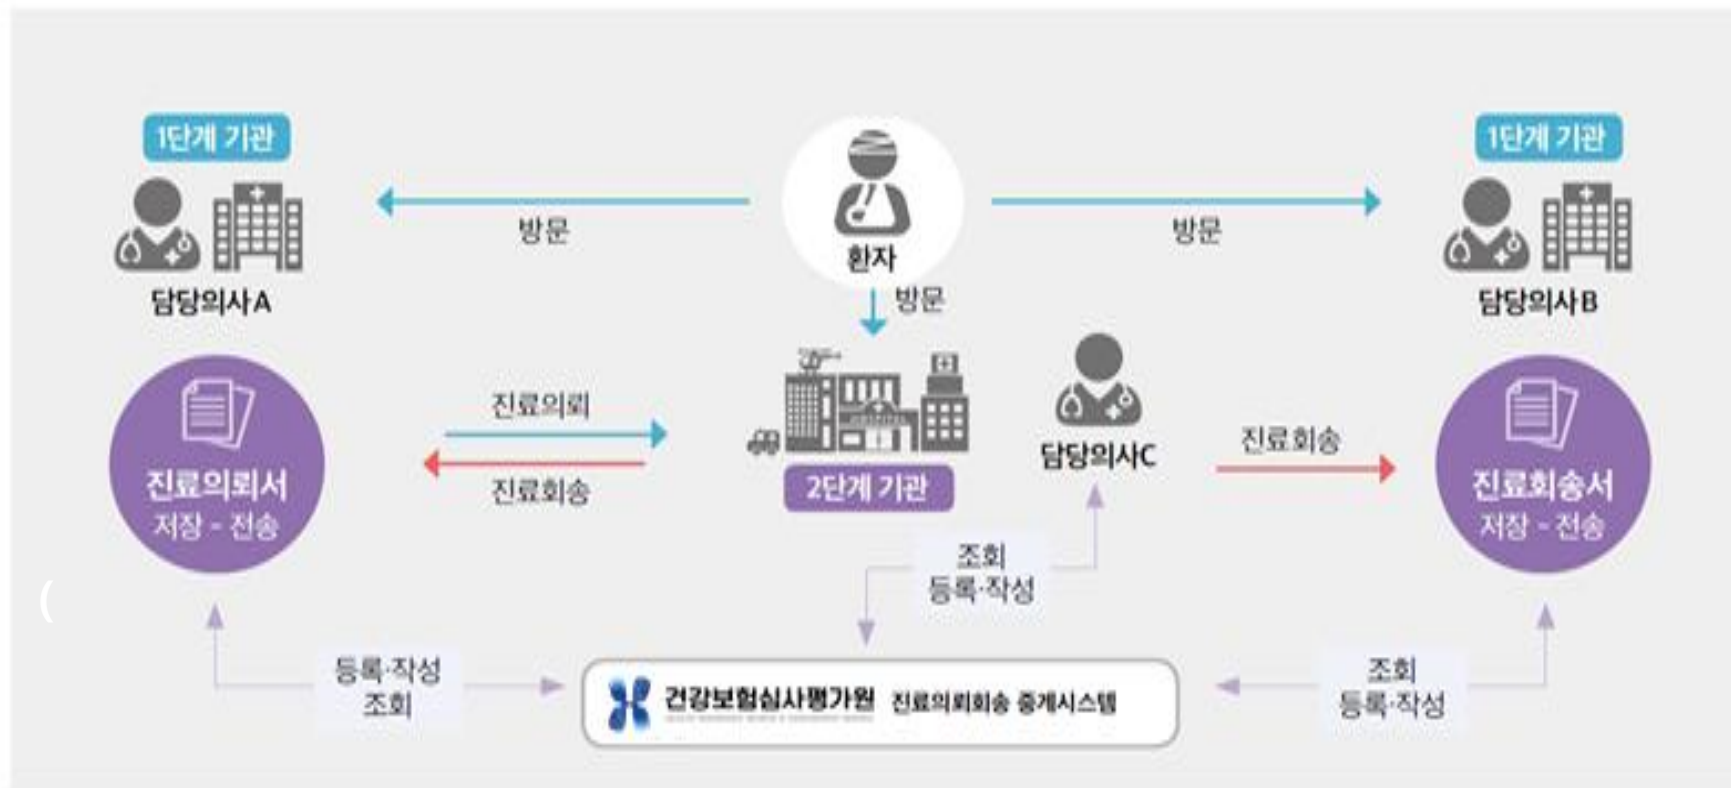 1단계 기관
1단계 기관
방문
환자
방문
담당의사A
방문
담당의사B
진료의뢰
진료회송
담당의사C
진료회송
진료의뢰서
저장 - 전송
2단계 기관
진료회송서
저장 - 전송
(
조회
등록·작성
등록·작성
조회
조회
등록·작성
건강보험심사평가원 진료의뢰회송 중계시스템